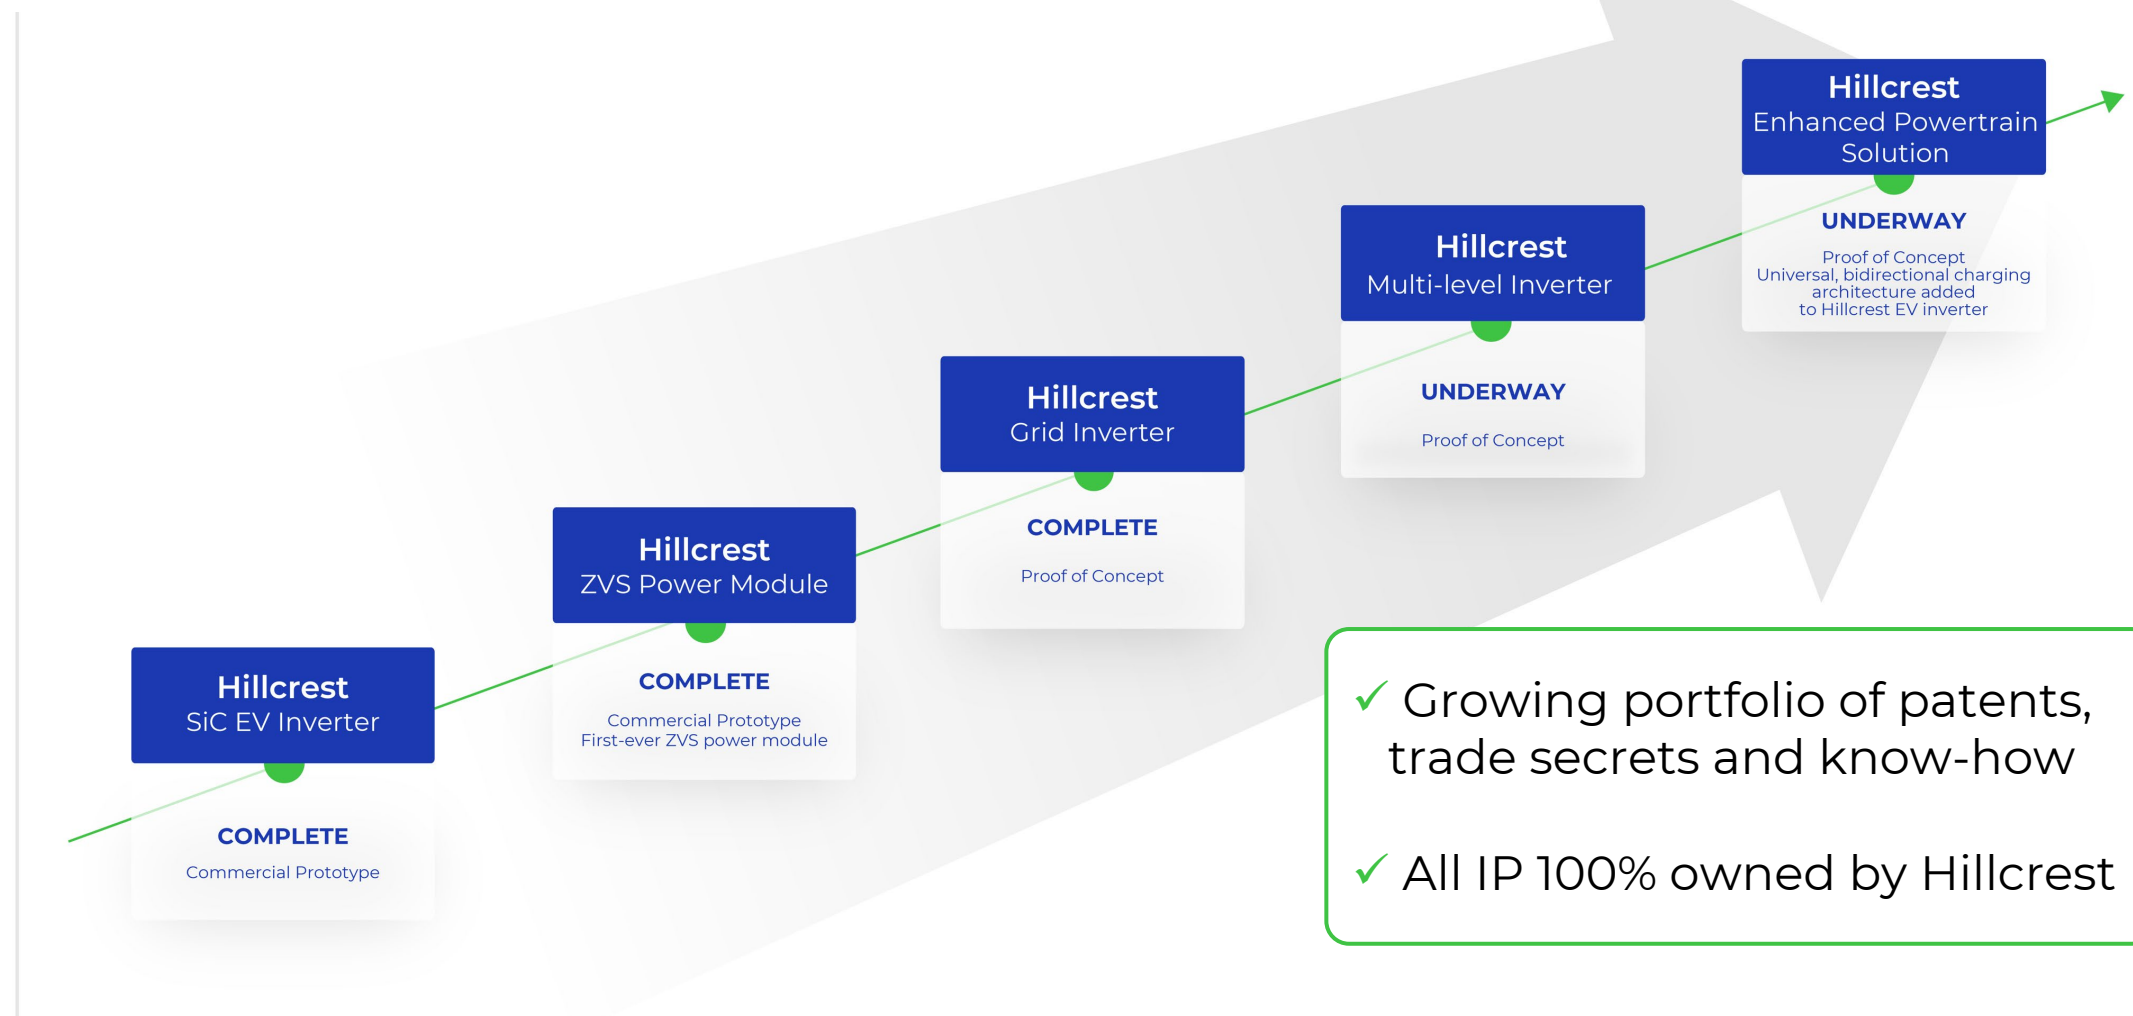 Hillcrest
SiC EV Inverter
COMPLETE
Commercial Prototype
Hillcrest
ZVS Power Module
COMPLETE
Commercial Prototype
First-ever ZVS power module
Hillcrest
Grid Inverter
COMPLETE
Proof of Concept
Hillcrest
Multi-level Inverter
UNDERWAY
Proof of Concept
Hillcrest
Enhanced Powertrain
Solution
UNDERWAY
Proof of Concept
Universal, bidirectional charging
architecture added
to Hillcrest EV inverter
✓ Growing portfolio of patents,
trade secrets and know-how
✓ All IP 100% owned by Hillcrest